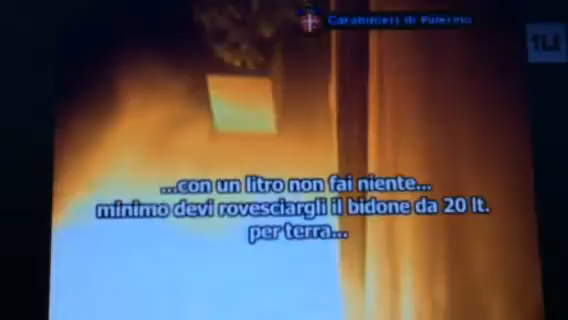 Carabinieri di Palermo
...con un litro non fai niente...
minimo devi rovesciargli il bidone da 20 lt.
per terra...